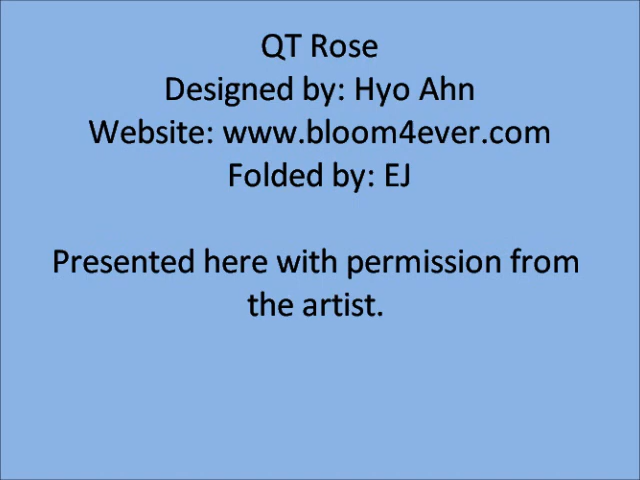 QT Rose
Designed by: Hyo Ahn
Website: www.bloom4ever.com
Folded by: EJ
Presented here with permission from
the artist.